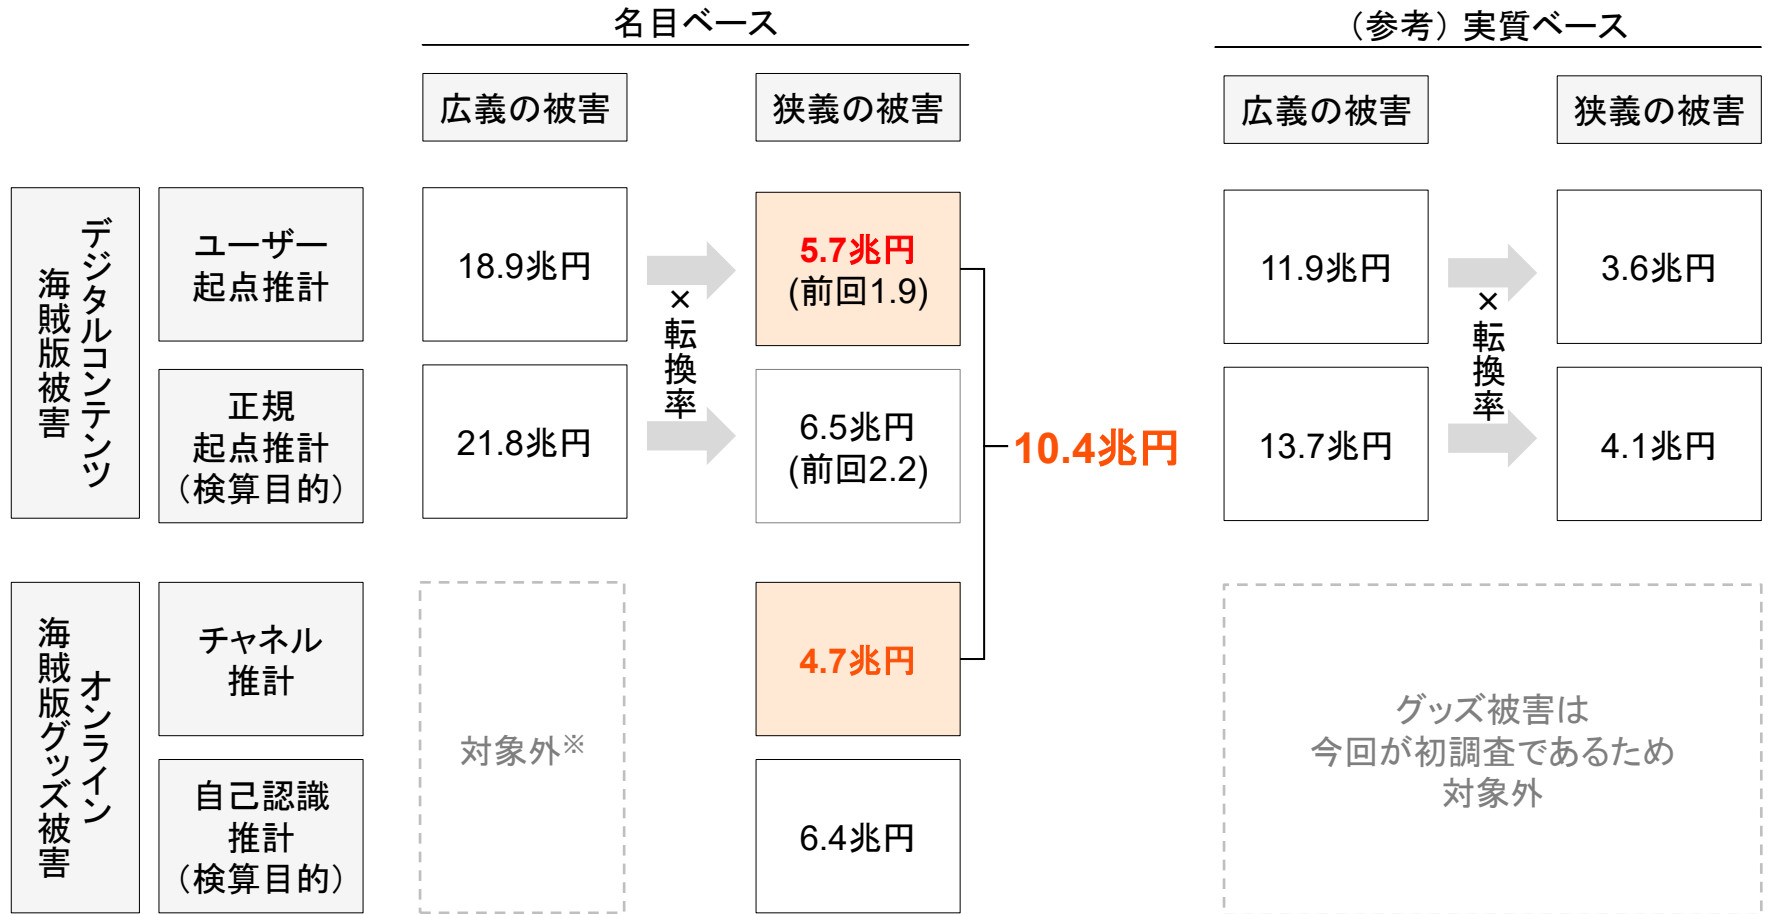 名目ベース
（参考）実質ベース
広義の被害
狭義の被害
広義の被害
狭義の被害
デジタルコンテンツ
海賊版被害
ユーザー
起点推計
18.9兆円
5.7兆円
(前回1.9)
11.9兆円
3.6兆円
×転換率
×転換率
正規
起点推計
（検算目的）
21.8兆円
6.5兆円
(前回2.2)
10.4兆円
13.7兆円
4.1兆円
オンライン
海賊版グッズ被害
チャネル
推計
対象外※
4.7兆円
グッズ被害は
今回が初調査であるため
対象外
自己認識
推計
（検算目的）
6.4兆円